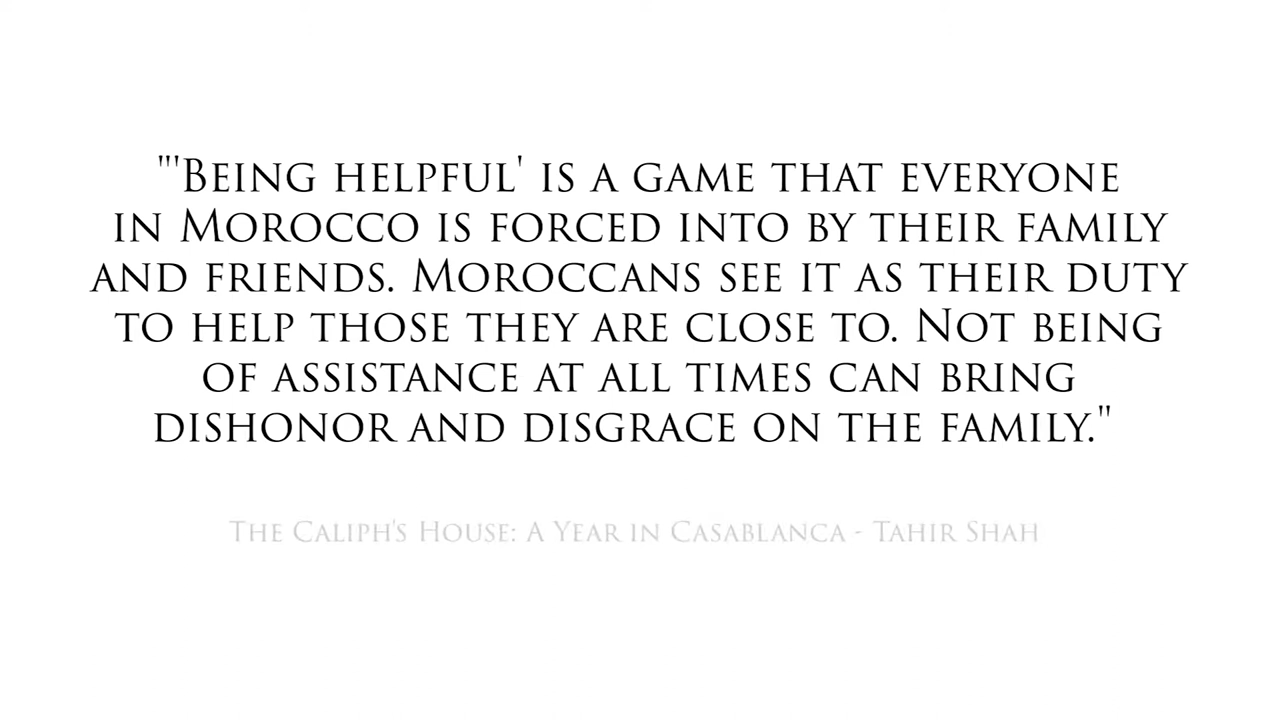 "'Being helpful' is a game that everyone
in Morocco is forced into by their family
and friends. Moroccans see it as their duty
to help those they are close to. Not being
of assistance at all times can bring
dishonor and disgrace on the family."
The Caliph's House: A Year in Casablanca - Tahir Shah